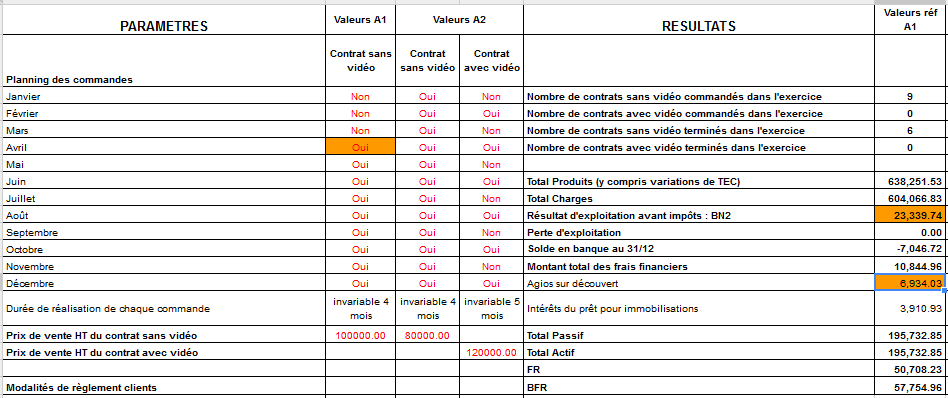 PARAMETRES Valeurs A1 Valeurs A2 RESULTATS Valeurs réf A1
Planning des commandes Contrat sans vidéo Contrat sans vidéo Contrat avec vidéo
Janvier Non Oui Non Nombre de contrats sans vidéo commandés dans l'exercice 9
Février Non Oui Oui Nombre de contrats avec vidéo commandés dans l'exercice 0
Mars Non Oui Non Nombre de contrats sans vidéo terminés dans l'exercice 6
Avril Oui Oui Oui Nombre de contrats avec vidéo terminés dans l'exercice 0
Mai Oui Oui Non
Juin Oui Oui Oui Total Produits (y compris variations de TEC) 638,251.53
Juillet Oui Oui Non Total Charges 604,066.83
Août Oui Oui Oui Résultat d'exploitation avant impôts : BN2 23,339.74
Septembre Oui Oui Non Perte d'exploitation 0.00
Octobre Oui Oui Oui Solde en banque au 31/12 -7,046.72
Novembre Oui Oui Non Montant total des frais financiers 10,844.96
Décembre Oui Oui Oui Agios sur découvert 6,934.03
Durée de réalisation de chaque commande invariable 4 mois invariable 4 mois invariable 5 mois Intérêts du prêt pour immobilisations 3,910.93
Prix de vente HT du contrat sans vidéo 100000.00 80000.00 Total Passif 195,732.85
Prix de vente HT du contrat avec vidéo 120000.00 Total Actif 195,732.85
FR 50,708.23
Modalités de règlement clients BFR 57,754.96